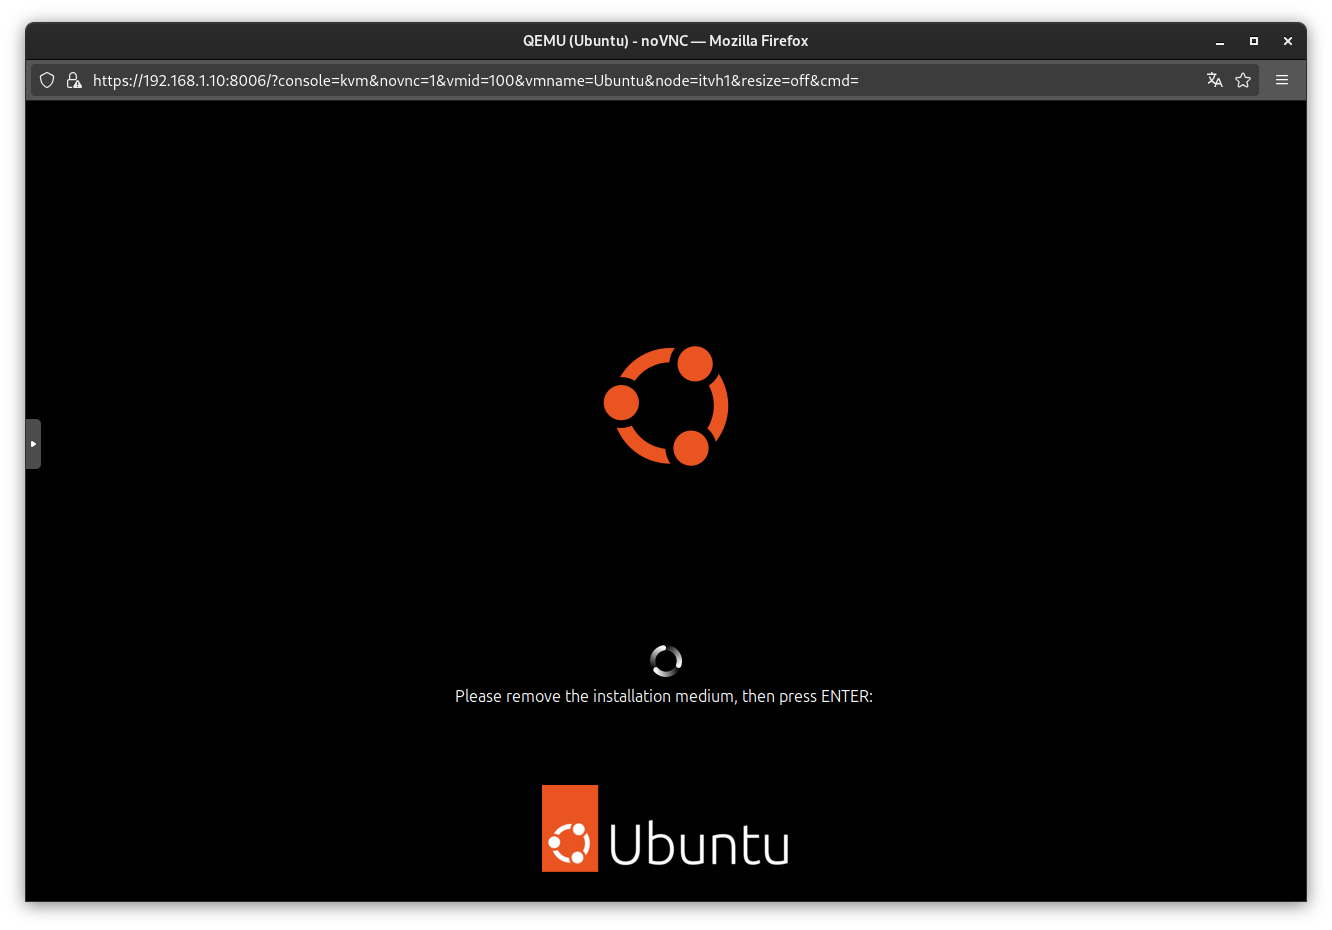 QEMU (Ubuntu) - noVNC — Mozilla Firefox
https://192.168.1.10:8006/?console=kvm&novnc=1&vmid=100&vmname=Ubuntu&node=itvh1&resize=off&cmd=
Please remove the installation medium, then press ENTER:
Ubuntu